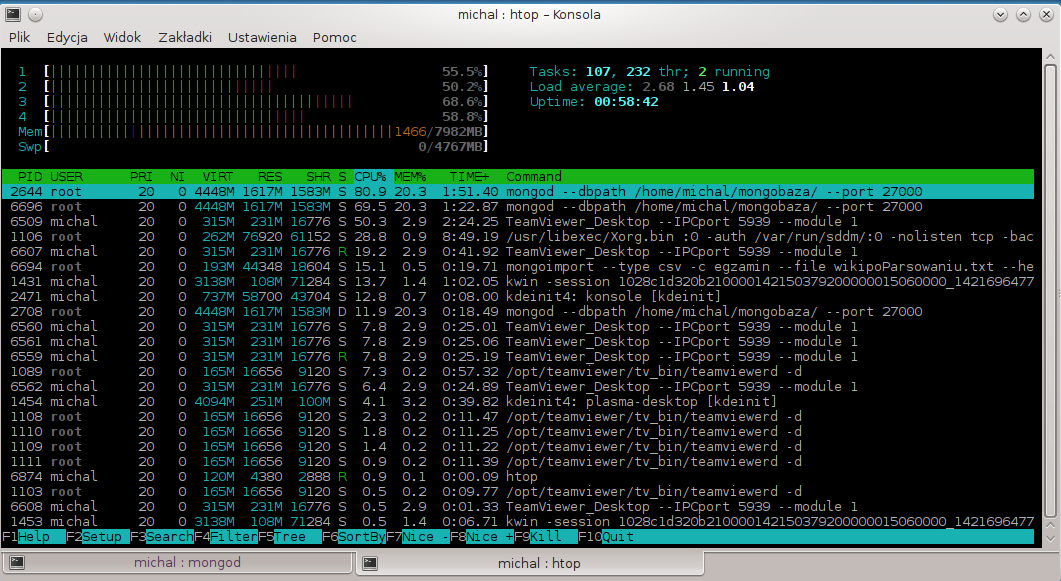 michal : htop – Konsola
Plik Edycja Widok Zakładki Ustawienia Pomoc
1 [|||||||||||||||||||||||||||||||| 55.5%] Tasks: 107, 232 thr; 2 running
2 [||||||||||||||||||||||||||||| 50.2%] Load average: 2.68 1.45 1.04
3 [||||||||||||||||||||||||||||||||||||||| 68.6%] Uptime: 00:58:42
4 [||||||||||||||||||||||||||||||||| 58.8%]
Mem[||||||||||||||||||||||||||||||||||||||||||||1466/7982MB]
Swp[ 0/4767MB]
PID USER PRI NI VIRT RES SHR S CPU% MEM% TIME+ Command
2644 root 20 0 4448M 1617M 1583M S 80.9 20.3 1:51.40 mongod --dbpath /home/michal/mongobaza/ --port 27000
6696 root 20 0 4448M 1617M 1583M S 69.5 20.3 1:22.87 mongod --dbpath /home/michal/mongobaza/ --port 27000
6509 michal 20 0 315M 231M 16776 S 50.3 2.9 2:24.25 TeamViewer_Desktop --IPCport 5939 --module 1
1106 root 20 0 262M 76920 61152 S 28.8 0.9 8:49.19 /usr/libexec/Xorg.bin :0 -auth /var/run/sddm/:0 -nolisten tcp -bac
6607 michal 20 0 315M 231M 16776 R 19.2 2.9 0:41.92 TeamViewer_Desktop --IPCport 5939 --module 1
6694 root 20 0 193M 44348 18604 S 15.1 0.5 0:19.71 mongoimport --type csv -c egzamin --file wikipoParsowaniu.txt --he
1431 michal 20 0 3138M 108M 71284 S 13.7 1.4 1:02.05 kwin -session 1028c1d320b210000142150379200000015060000_1421696477
2471 michal 20 0 737M 58700 43704 S 12.8 0.7 0:08.00 kdeinit4: konsole [kdeinit]
2708 root 20 0 4448M 1617M 1583M D 11.9 20.3 0:18.49 mongod --dbpath /home/michal/mongobaza/ --port 27000
6560 michal 20 0 315M 231M 16776 S 7.8 2.9 0:25.01 TeamViewer_Desktop --IPCport 5939 --module 1
6561 michal 20 0 315M 231M 16776 S 7.8 2.9 0:25.06 TeamViewer_Desktop --IPCport 5939 --module 1
6559 michal 20 0 315M 231M 16776 R 7.8 2.9 0:25.19 TeamViewer_Desktop --IPCport 5939 --module 1
1089 root 20 0 165M 16656 9120 S 7.3 0.2 0:57.32 /opt/teamviewer/tv_bin/teamviewerd -d
6562 michal 20 0 315M 231M 16776 S 6.4 2.9 0:24.89 TeamViewer_Desktop --IPCport 5939 --module 1
1454 michal 20 0 4094M 251M 100M S 4.1 3.2 0:39.82 kdeinit4: plasma-desktop [kdeinit]
1108 root 20 0 165M 16656 9120 S 2.3 0.2 0:11.47 /opt/teamviewer/tv_bin/teamviewerd -d
1110 root 20 0 165M 16656 9120 S 1.8 0.2 0:11.25 /opt/teamviewer/tv_bin/teamviewerd -d
1109 root 20 0 165M 16656 9120 S 1.4 0.2 0:11.22 /opt/teamviewer/tv_bin/teamviewerd -d
1111 root 20 0 165M 16656 9120 S 0.9 0.2 0:11.39 /opt/teamviewer/tv_bin/teamviewerd -d
6874 michal 20 0 120M 4380 2888 R 0.9 0.1 0:00.09 htop
1103 root 20 0 165M 16656 9120 S 0.5 0.2 0:09.77 /opt/teamviewer/tv_bin/teamviewerd -d
6608 michal 20 0 315M 231M 16776 S 0.5 2.9 0:01.33 TeamViewer_Desktop --IPCport 5939 --module 1
1453 michal 20 0 3138M 108M 71284 S 0.5 1.4 0:06.71 kwin -session 1028c1d320b210000142150379200000015060000_1421696477
F1Help F2Setup F3SearchF4FilterF5Tree F6SortByF7Nice -F8Nice +F9Kill F10Quit
michal : mongod michal : htop